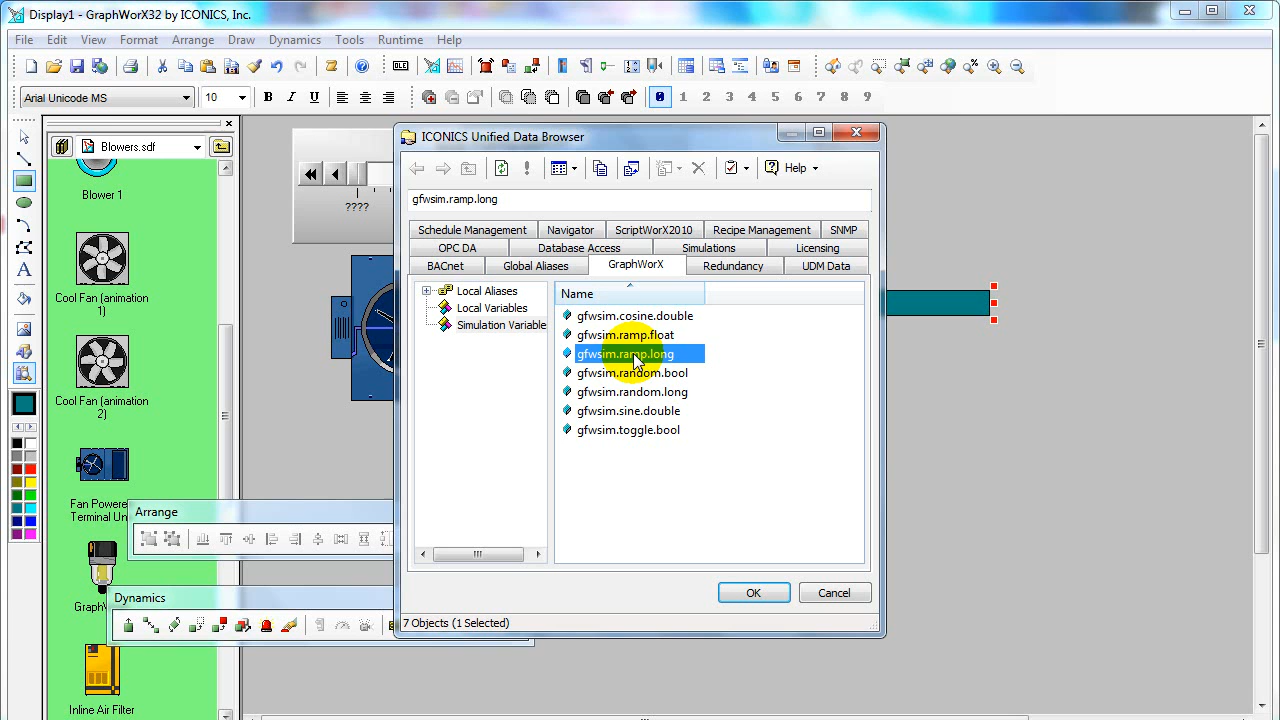 Display1 - GraphWorX32 by ICONICS, Inc.
File Edit View Format Arrange Draw Dynamics Tools Runtime Help
OLE
Arial Unicode MS 10 B I U 0 1 2 3 4 5 6 7 8 9
Blowers.sdf
Blower 1
Cool Fan (animation
1)
Cool Fan (animation
2)
Fan Powere
Terminal Un
GraphW
Inline Air Filter
????
Arrange
Dynamics
ICONICS Unified Data Browser
Help
gfwsim.ramp.long
Schedule Management Navigator ScriptWorX2010 Recipe Management SNMP
OPC DA Database Access Simulations Licensing
BACnet Global Aliases GraphWorX Redundancy UDM Data
Local Aliases
Local Variables
Simulation Variable
Name
gfwsim.cosine.double
gfwsim.ramp.float
gfwsim.ramp.long
gfwsim.random.bool
gfwsim.random.long
gfwsim.sine.double
gfwsim.toggle.bool
OK Cancel
7 Objects (1 Selected)